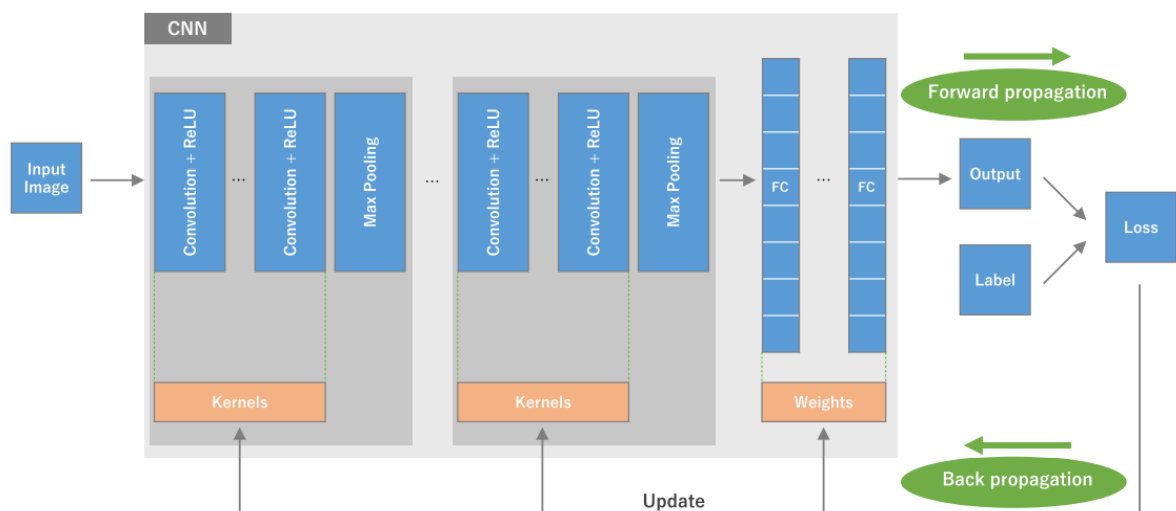 CNN
Forward propagation
Input
Image
Convolution + ReLU
...
Convolution + ReLU
Max Pooling
...
Convolution + ReLU
...
Convolution + ReLU
Max Pooling
FC
...
FC
Output
Label
Loss
Kernels
Kernels
Weights
Back propagation
Update